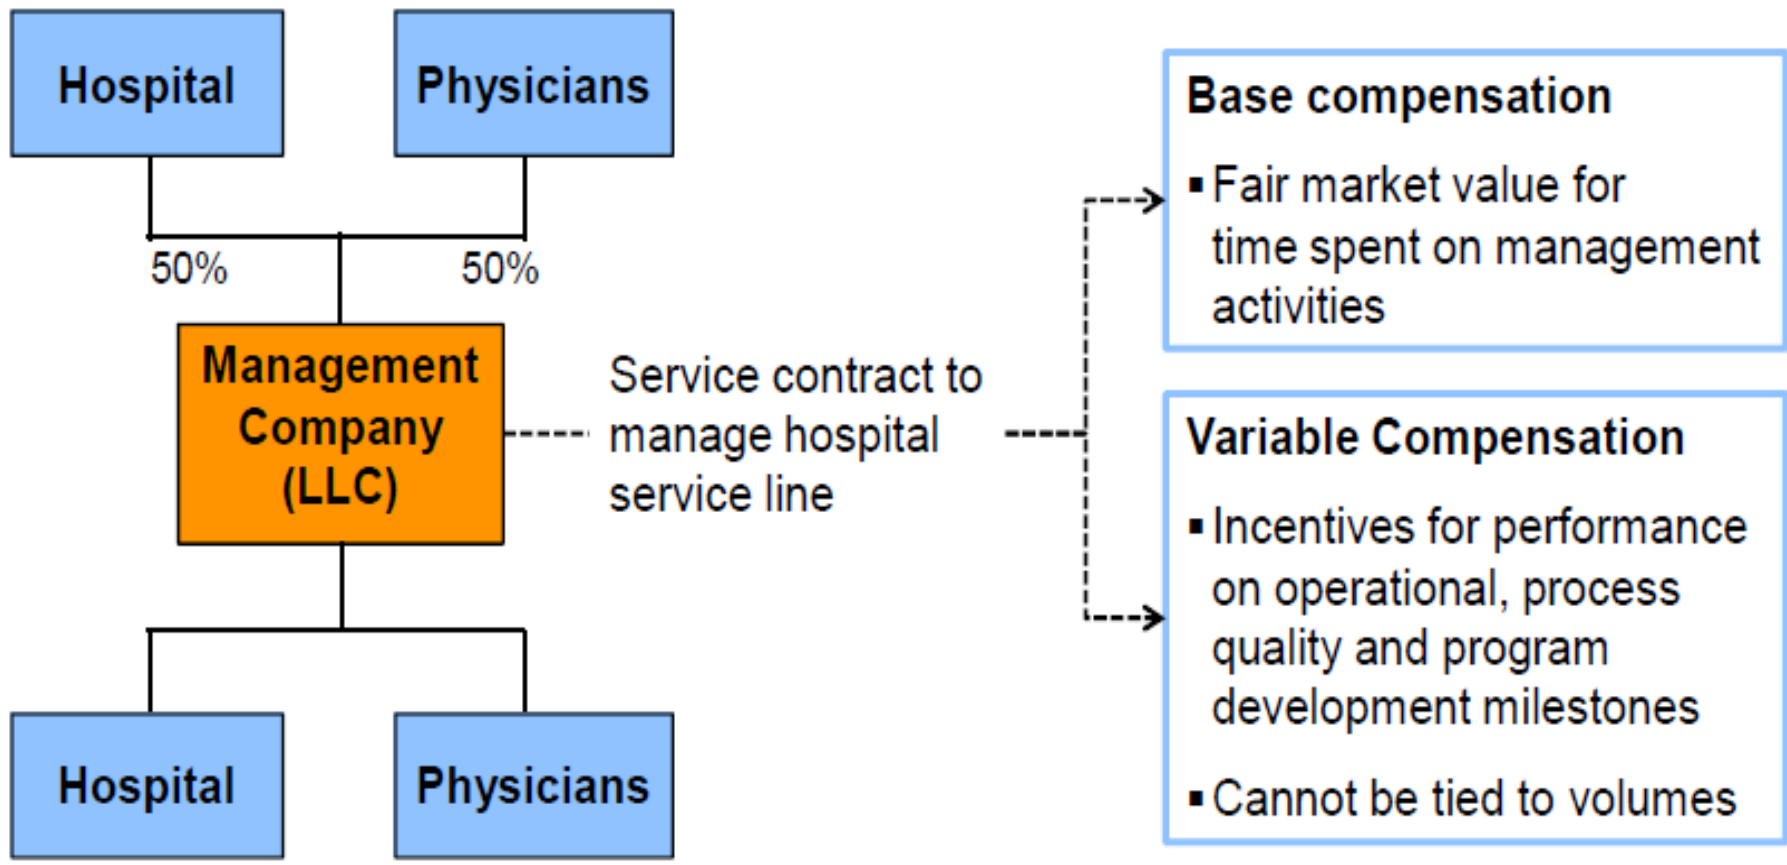 Hospital
Physicians
50%
50%
Management
Company
(LLC)
Service contract to
manage hospital
service line
Base compensation
▪ Fair market value for
time spent on management
activities
Variable Compensation
▪ Incentives for performance
on operational, process
quality and program
development milestones
▪ Cannot be tied to volumes
Hospital
Physicians